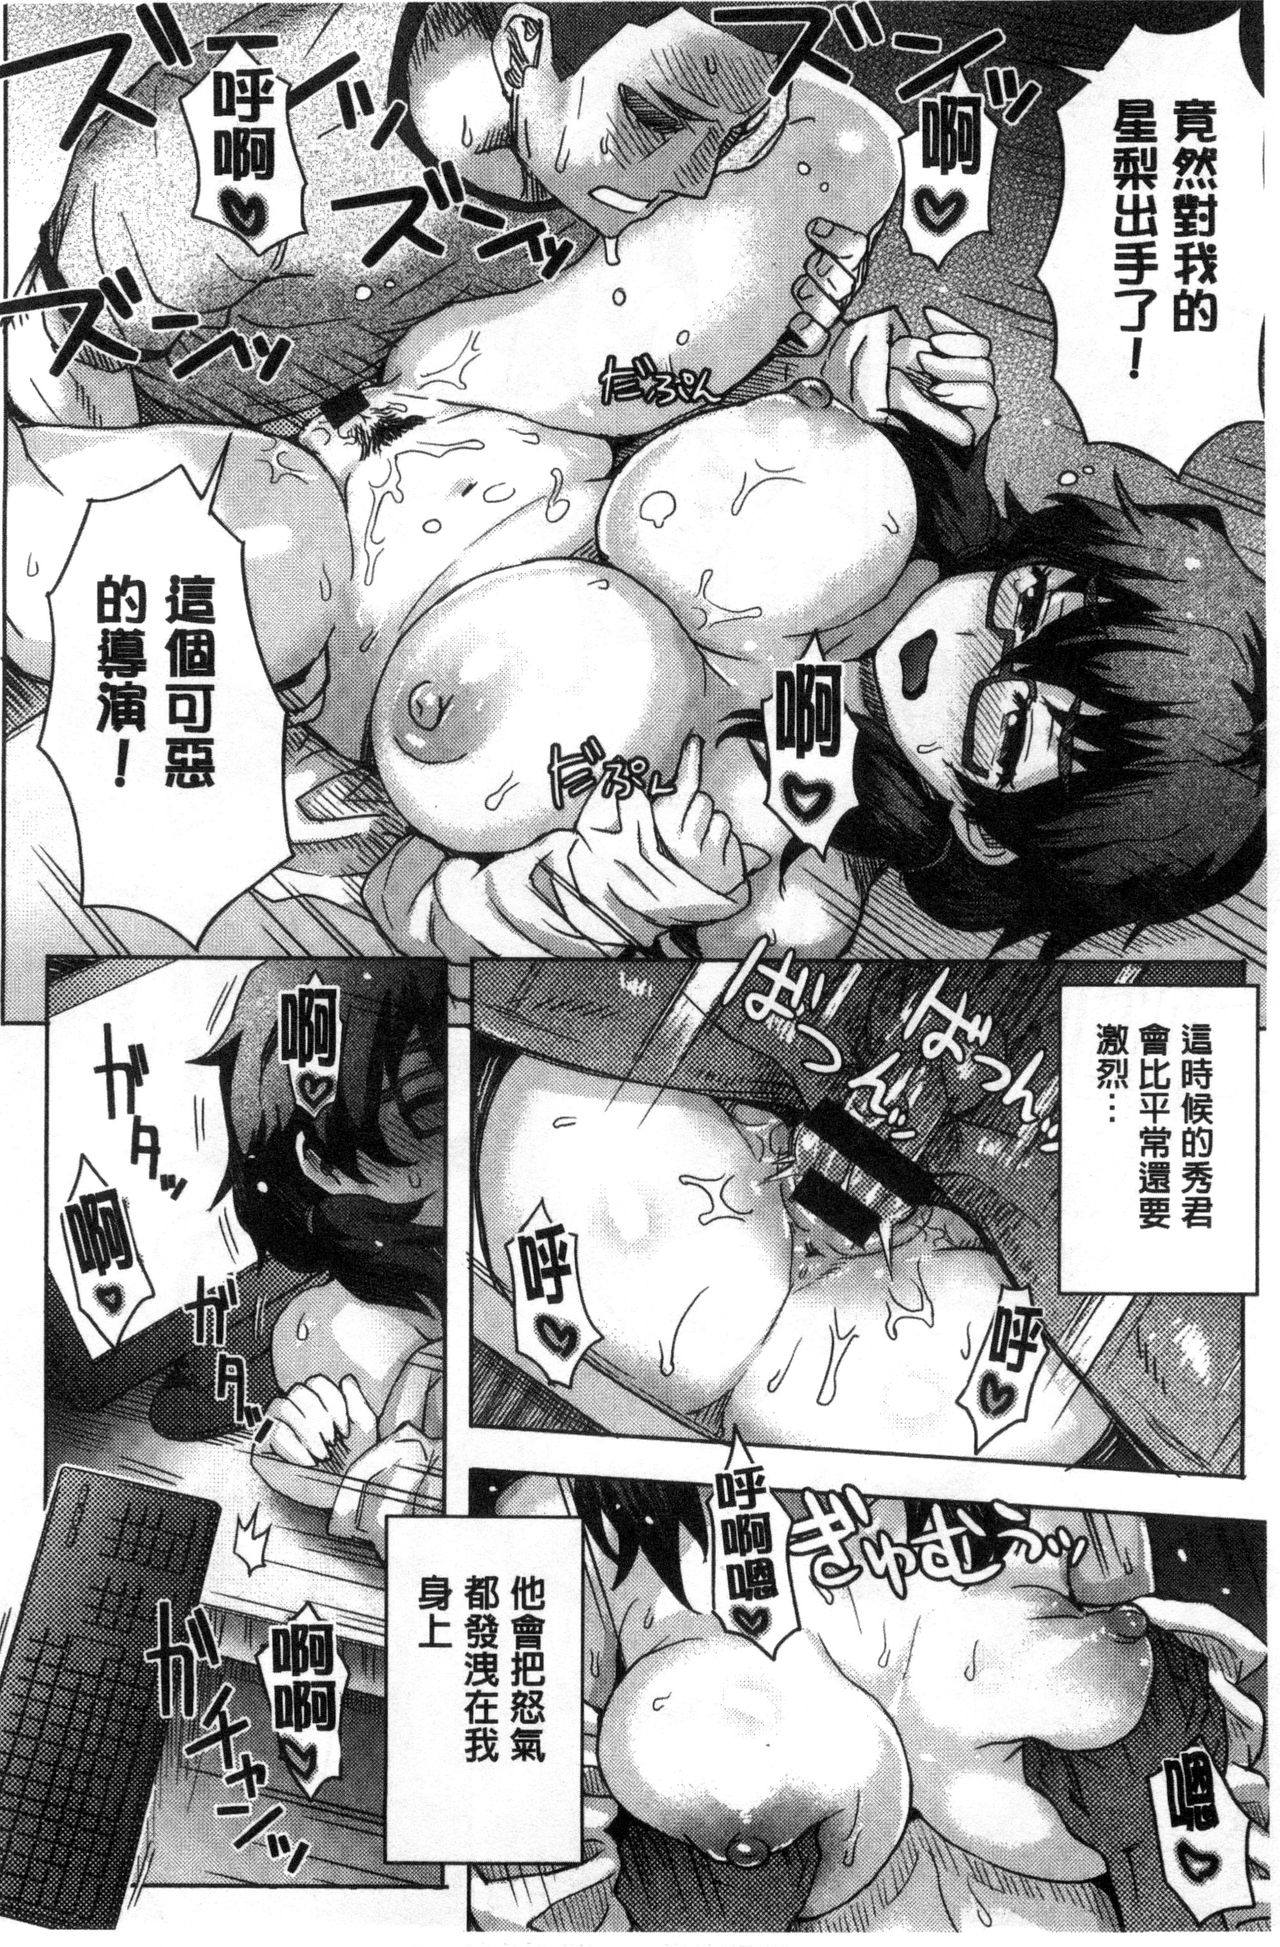 竟然對我的
星梨出手了！
ズンッ
ズンッ
ズンッ
ズンッ
啊
呼啊
だぷん
這個可惡
的導演！
啊
だぷ
這時候的秀君
會比平常還要
激烈…
ばつん
ばつん
呼
呼
啊
啊
ガタ
ガタガタ
ガチャンッ
啊啊
呼啊嗯
ぎゅむうッ
嗯
他會把怒氣
都發洩在我
身上